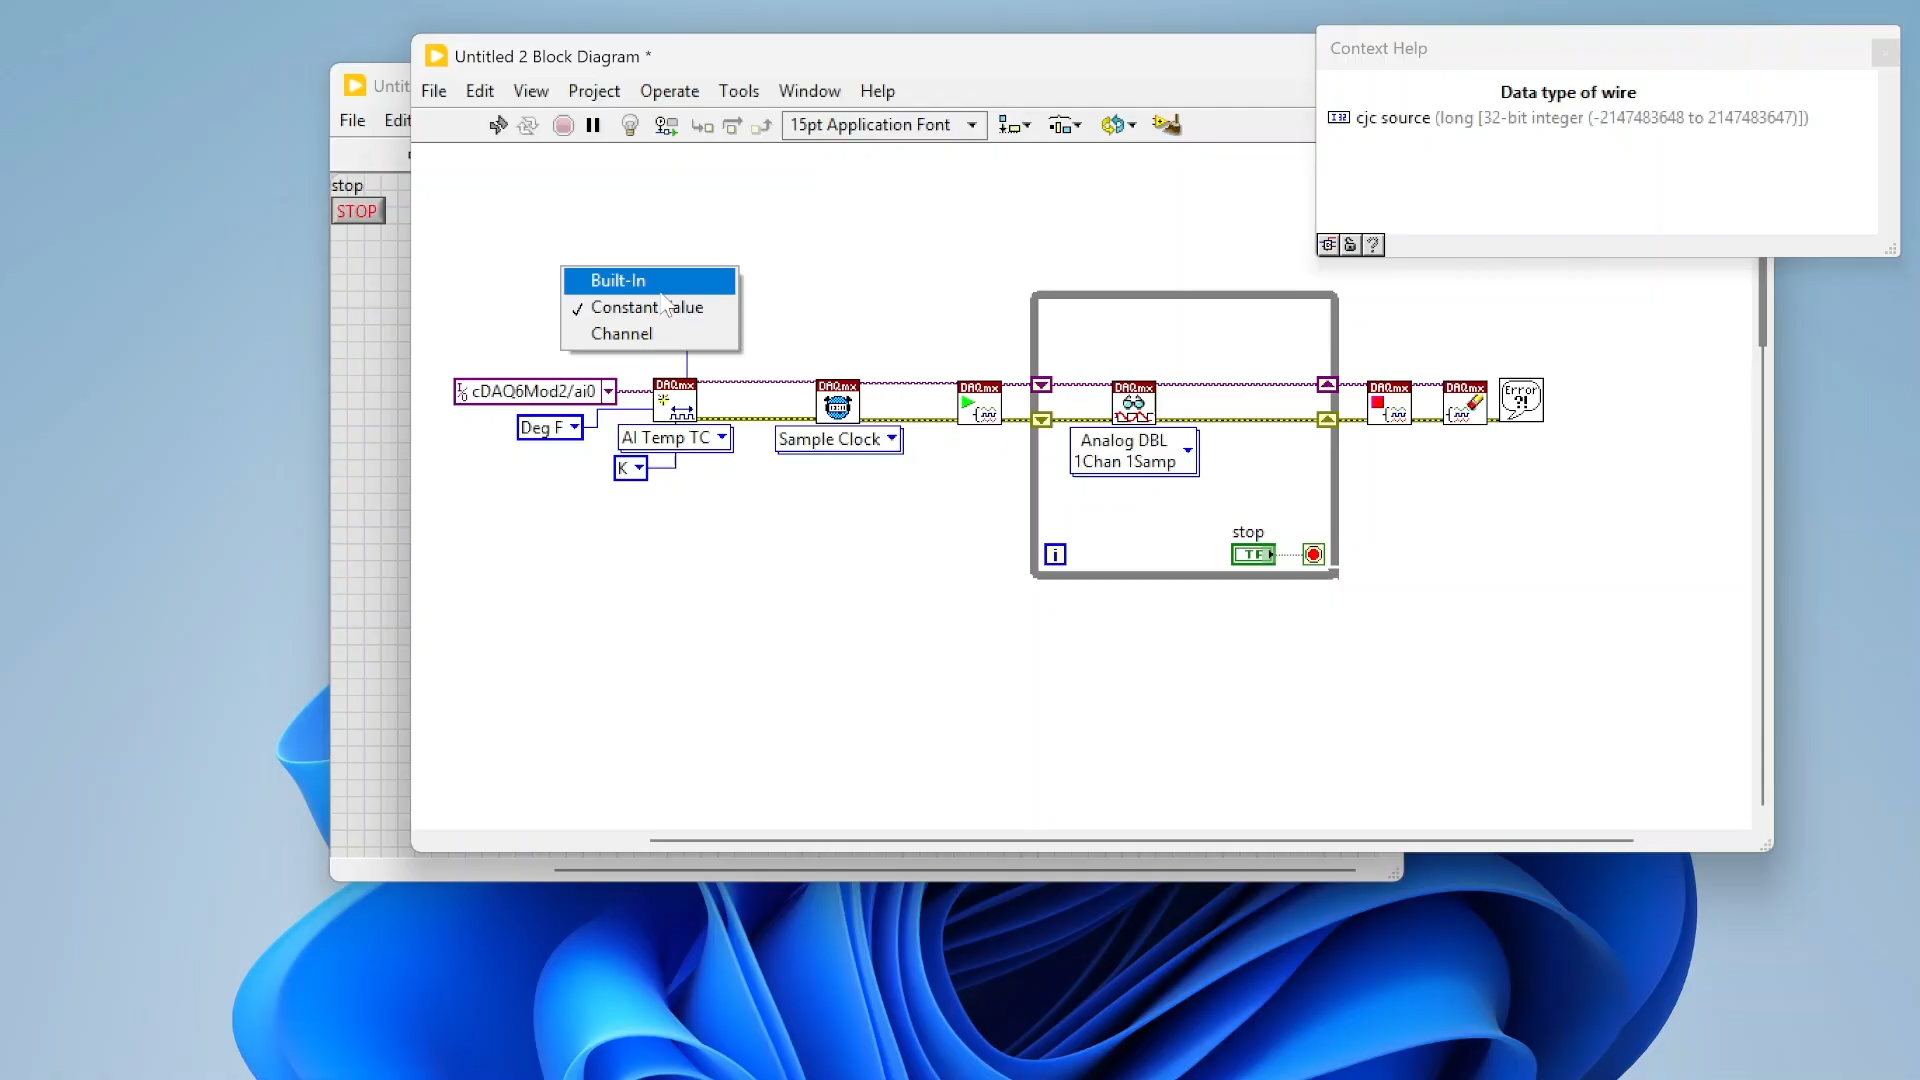 Untitled 2 Block Diagram *
File Edit View Project Operate Tools Window Help
15pt Application Font
Context Help
Data type of wire
I32 cjc source (long [32-bit integer (-2147483648 to 2147483647)])
File
stop
STOP
Built-In
Constant
Channel
cDAQ6Mod2/ai0
DAQmx
DAQmx
DAQmx
DAQmx
DAQmx
DAQmx
Error
?!
Deg F
AI Temp TC
K
Sample Clock
Analog DBL
1Chan 1Samp
stop
TF
i